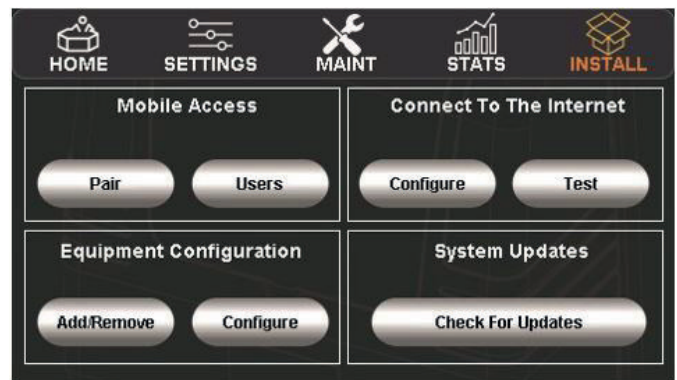 HOME SETTINGS MAINT STATS INSTALL
Mobile Access
Pair Users
Connect To The Internet
Configure Test
Equipment Configuration
Add/Remove Configure
System Updates
Check For Updates